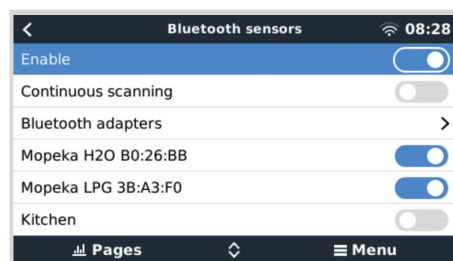 Bluetooth sensors 08:28
Enable
Continuous scanning
Bluetooth adapters
Mopeka H2O B0:26:BB
Mopeka LPG 3B:A3:F0
Kitchen
Pages Menu